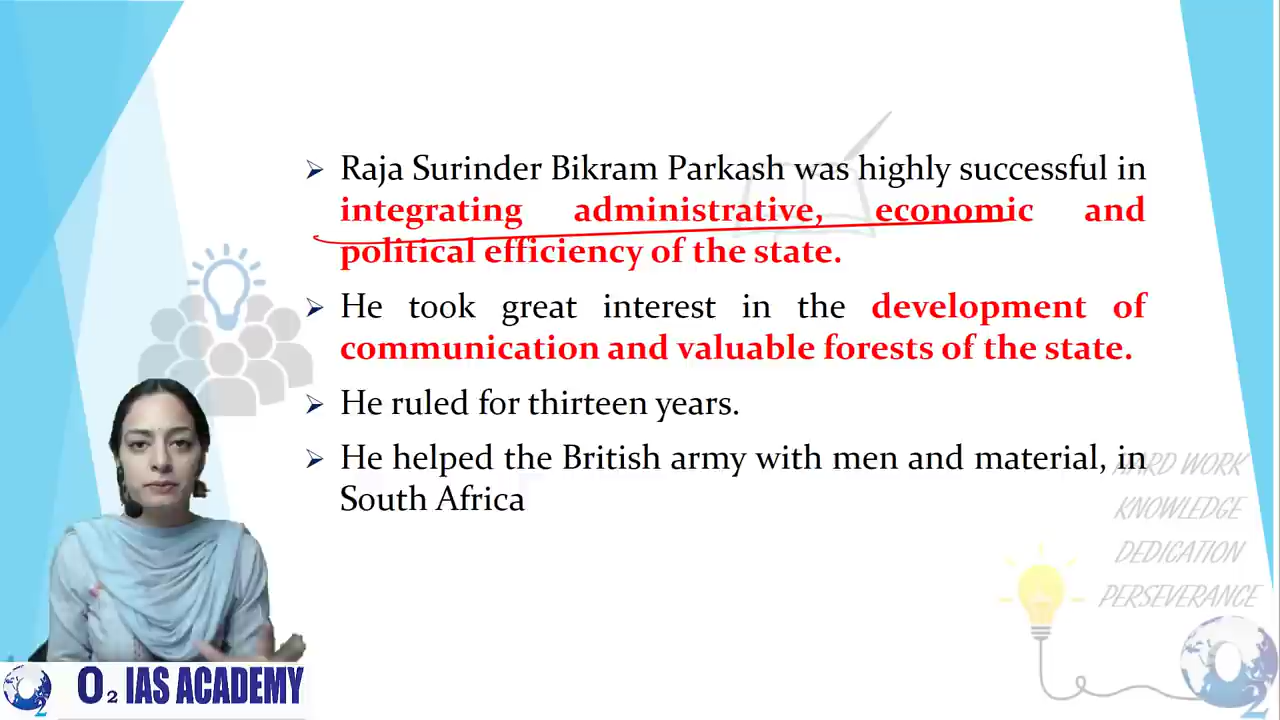 Raja Surinder Bikram Parkash was highly successful in
integrating administrative, economic and
political efficiency of the state.
He took great interest in the development of
communication and valuable forests of the state.
He ruled for thirteen years.
He helped the British army with men and material, in
South Africa
HARD WORK
KNOWLEDGE
DEDICATION
PERSEVERANCE
O2 IAS ACADEMY